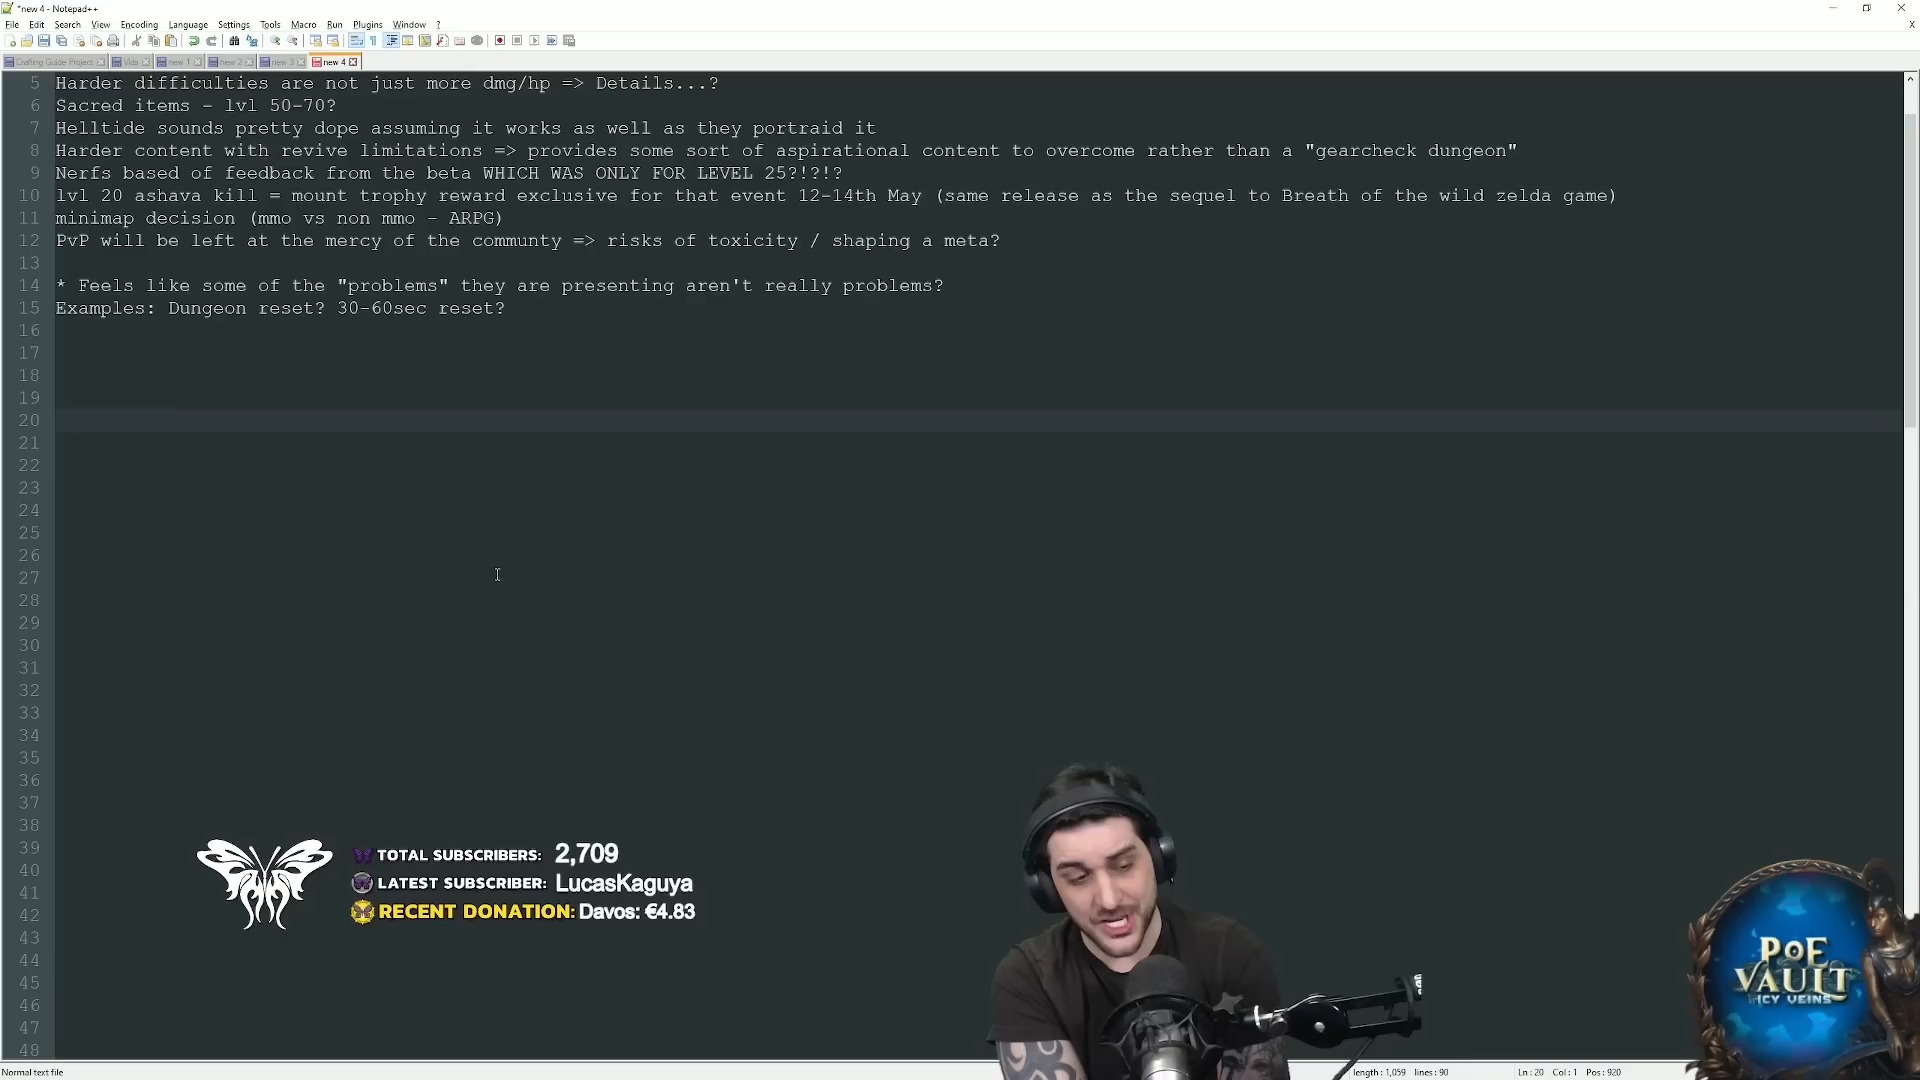 *new 4 - Notepad++
File Edit Search View Encoding Language Settings Tools Macro Run Plugins Window ? X
Crafting Guide Project Vids new 1 new 2 new 3 new 4
5 Harder difficulties are not just more dmg/hp => Details...?
6 Sacred items - lvl 50-70?
7 Helltide sounds pretty dope assuming it works as well as they portraid it
8 Harder content with revive limitations => provides some sort of aspirational content to overcome rather than a "gearcheck dungeon"
9 Nerfs based of feedback from the beta WHICH WAS ONLY FOR LEVEL 25?!?!?
10 lvl 20 ashava kill = mount trophy reward exclusive for that event 12-14th May (same release as the sequel to Breath of the wild zelda game)
11 minimap decision (mmo vs non mmo - ARPG)
12 PvP will be left at the mercy of the communty => risks of toxicity / shaping a meta?
13
14 * Feels like some of the "problems" they are presenting aren't really problems?
15 Examples: Dungeon reset? 30-60sec reset?
16
17
18
19
20
21
22
23
24
25
26
27
28
29
30
31
32
33
34
35
36
37
38
39
40
41
42
43
44
45
46
47
48
TOTAL SUBSCRIBERS: 2,709
LATEST SUBSCRIBER: LucasKaguya
RECENT DONATION: Davos: €4.83
PoE
VAULT
ICY VEINS
Normal text file length : 1,059 lines : 90 Ln : 20 Col : 1 Pos : 920